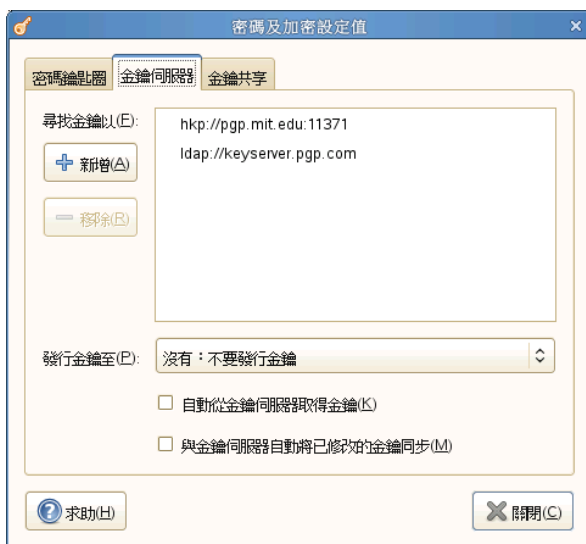 密碼及加密設定值
密碼鑰匙圈
金鑰伺服器
金鑰共享
尋找金鑰以(F):
hkp://pgp.mit.edu:11371
ldap://keyserver.pgp.com
新增(A)
移除(R)
發行金鑰至(P):
沒有：不要發行金鑰
自動從金鑰伺服器取得金鑰(K)
與金鑰伺服器自動將已修改的金鑰同步(M)
求助(H)
關閉(C)